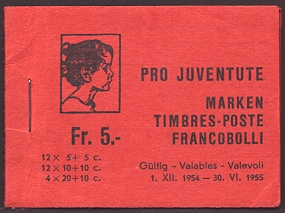 PRO JUVENTUTE
MARKEN
TIMBRES-POSTE
FRANCOBOLLI
Fr. 5.-
12 × 5 + 5 c.
12 × 10 + 10 c.
4 × 20 + 10 c.
Gültig - Valables - Valevoli
1. XII. 1954 — 30. VI. 1955